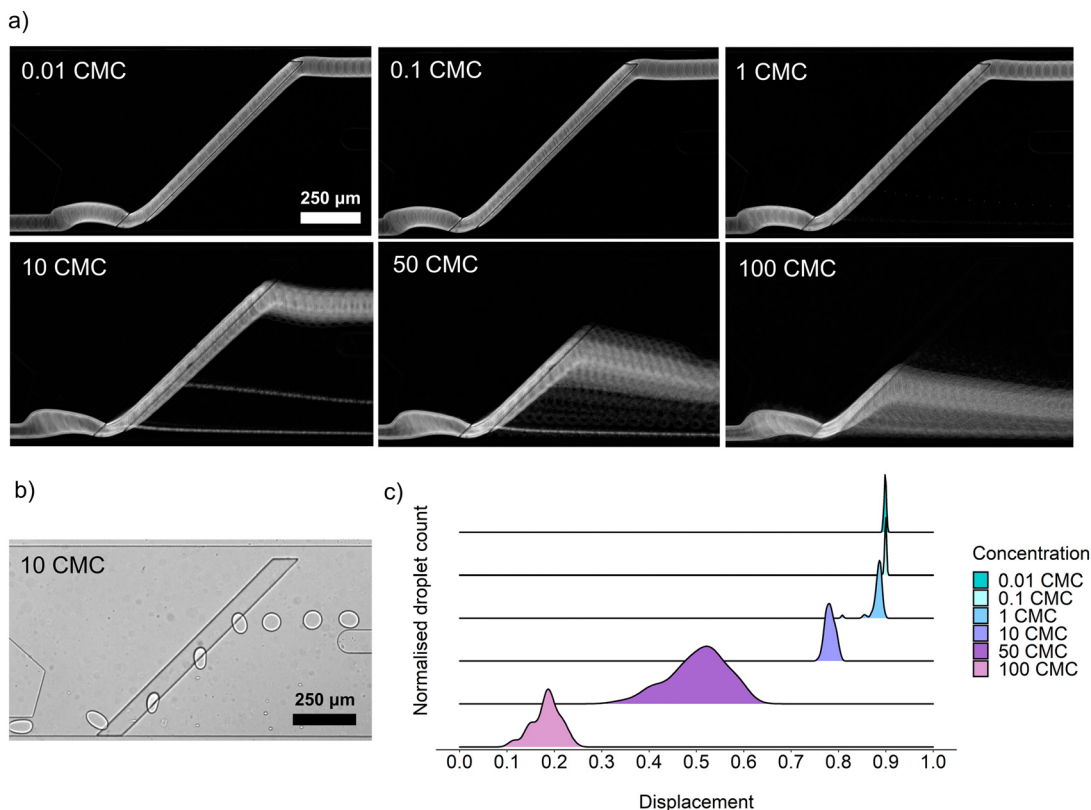 a)
0.01 CMC
0.1 CMC
1 CMC
250 µm
10 CMC
50 CMC
100 CMC
b)
10 CMC
250 µm
c)
Normalised droplet count
Concentration
0.01 CMC
0.1 CMC
1 CMC
10 CMC
50 CMC
100 CMC
0.0 0.1 0.2 0.3 0.4 0.5 0.6 0.7 0.8 0.9 1.0
Displacement